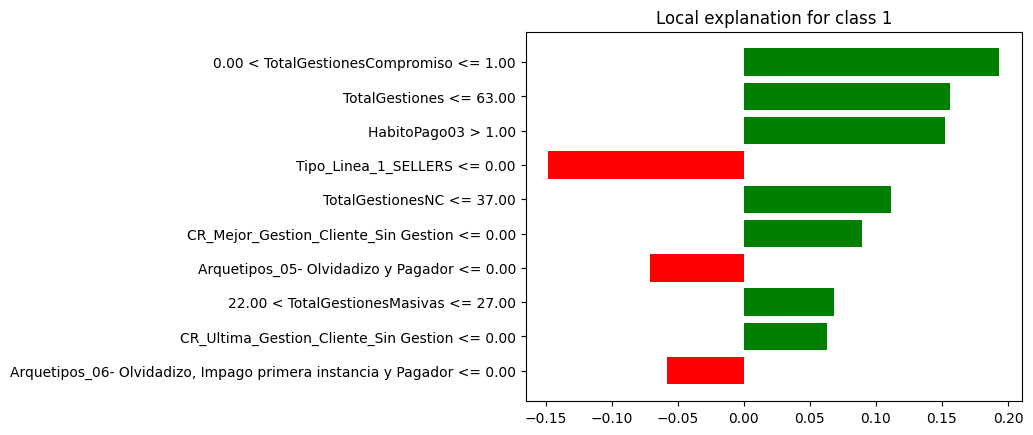 Local explanation for class 1
0.00 < TotalGestionesCompromiso <= 1.00
TotalGestiones <= 63.00
HabitoPago03 > 1.00
Tipo_Linea_1_SELLERS <= 0.00
TotalGestionesNC <= 37.00
CR_Mejor_Gestion_Cliente_Sin Gestion <= 0.00
Arquetipos_05- Olvidadizo y Pagador <= 0.00
22.00 < TotalGestionesMasivas <= 27.00
CR_Ultima_Gestion_Cliente_Sin Gestion <= 0.00
Arquetipos_06- Olvidadizo, Impago primera instancia y Pagador <= 0.00
−0.15 −0.10 −0.05 0.00 0.05 0.10 0.15 0.20